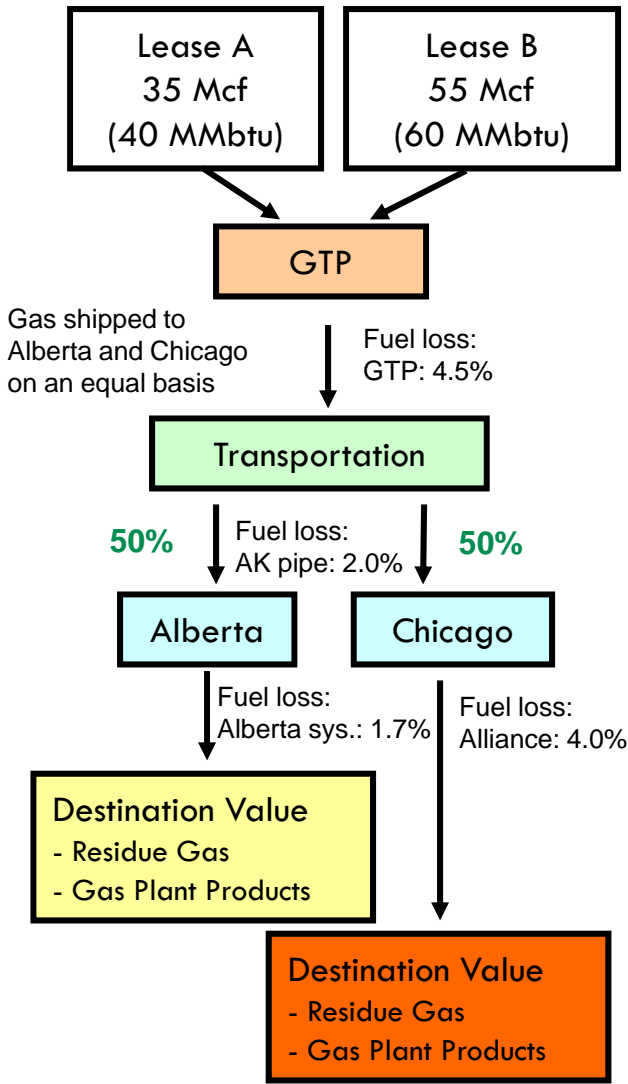 Lease A
35 Mcf
(40 MMbtu)
Lease B
55 Mcf
(60 MMbtu)
GTP
Gas shipped to
Alberta and Chicago
on an equal basis
Fuel loss:
GTP: 4.5%
Transportation
50%
Fuel loss:
AK pipe: 2.0%
50%
Alberta
Chicago
Fuel loss:
Alberta sys.: 1.7%
Fuel loss:
Alliance: 4.0%
Destination Value
- Residue Gas
- Gas Plant Products
Destination Value
- Residue Gas
- Gas Plant Products